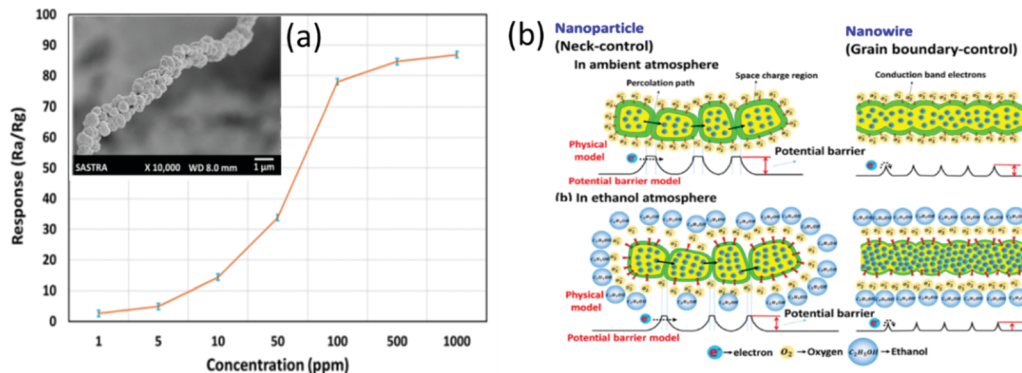 (a)
100
90
80
70
60
50
40
30
20
10
0
Response (Ra/Rg)
SASTRA X 10,000 WD 8.0 mm 1 µm
1 5 10 50 100 500 1000
Concentration (ppm)
(b)
Nanoparticle
(Neck-control)
Nanowire
(Grain boundary-control)
In ambient atmosphere
Percolation path
Space charge region
Conduction band electrons
Physical
model
Potential barrier
e⁻
Potential barrier model
e⁻
(b) In ethanol atmosphere
Physical
model
Potential barrier
e⁻
Potential barrier model
e⁻
e⁻ →electron O₂ →Oxygen C₂H₅OH →Ethanol